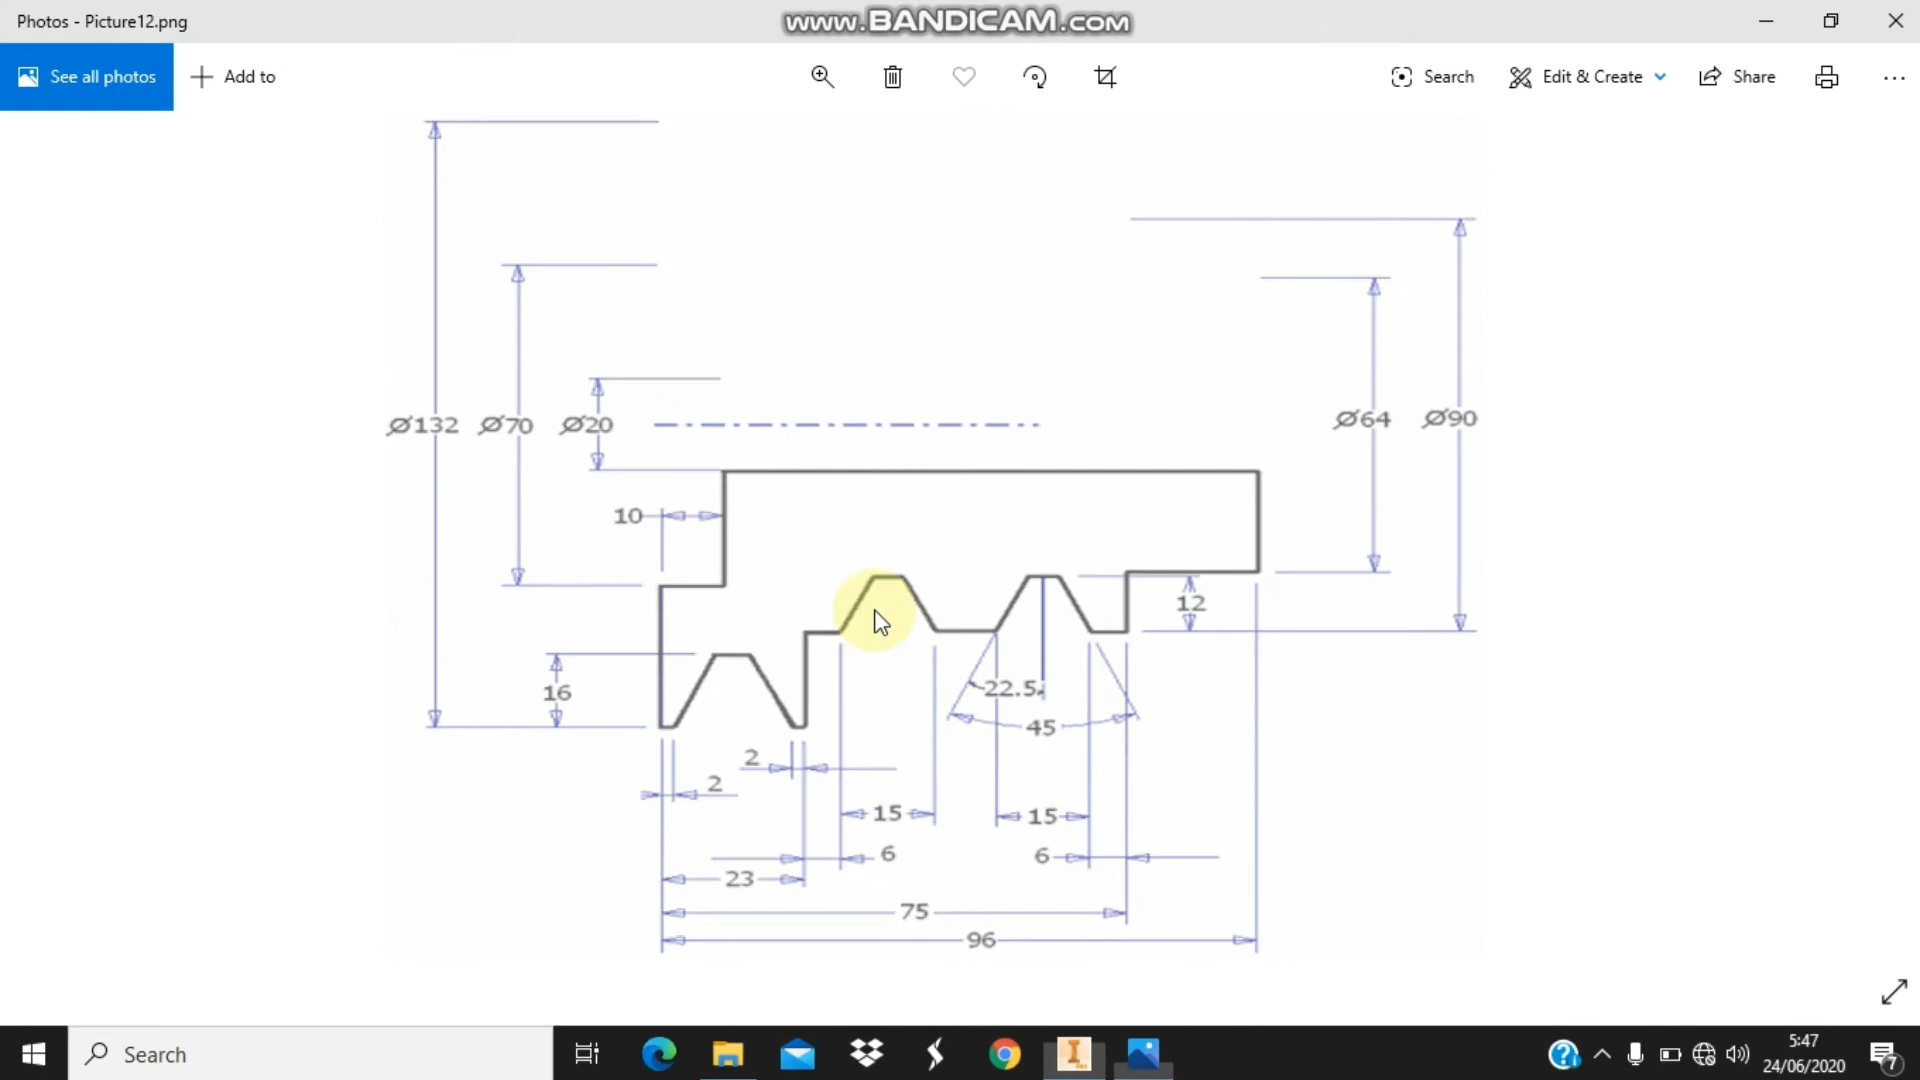 Photos - Picture12.png
www.BANDICAM.com
See all photos
Add to
Search
Edit & Create
Share
Ø132
Ø70
Ø20
Ø64
Ø90
10
12
16
22.5
45
2
2
15
15
6
6
23
75
96
Search
5:47
24/06/2020
7